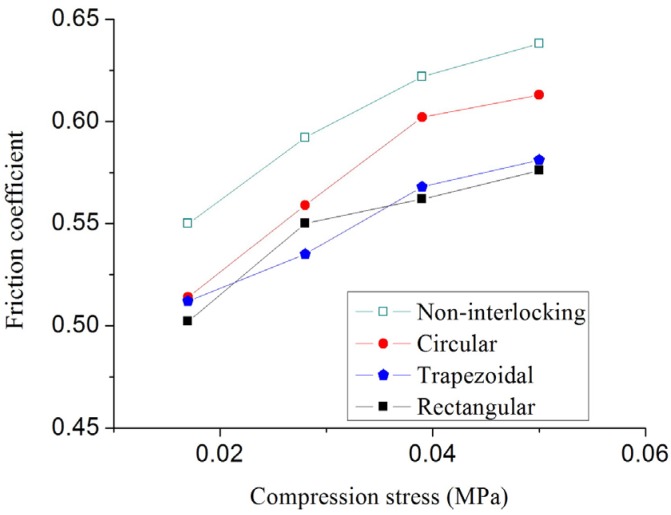 0.65
0.60
0.55
0.50
0.45
Friction coefficient
Non-interlocking
Circular
Trapezoidal
Rectangular
0.02
0.04
0.06
Compression stress (MPa)